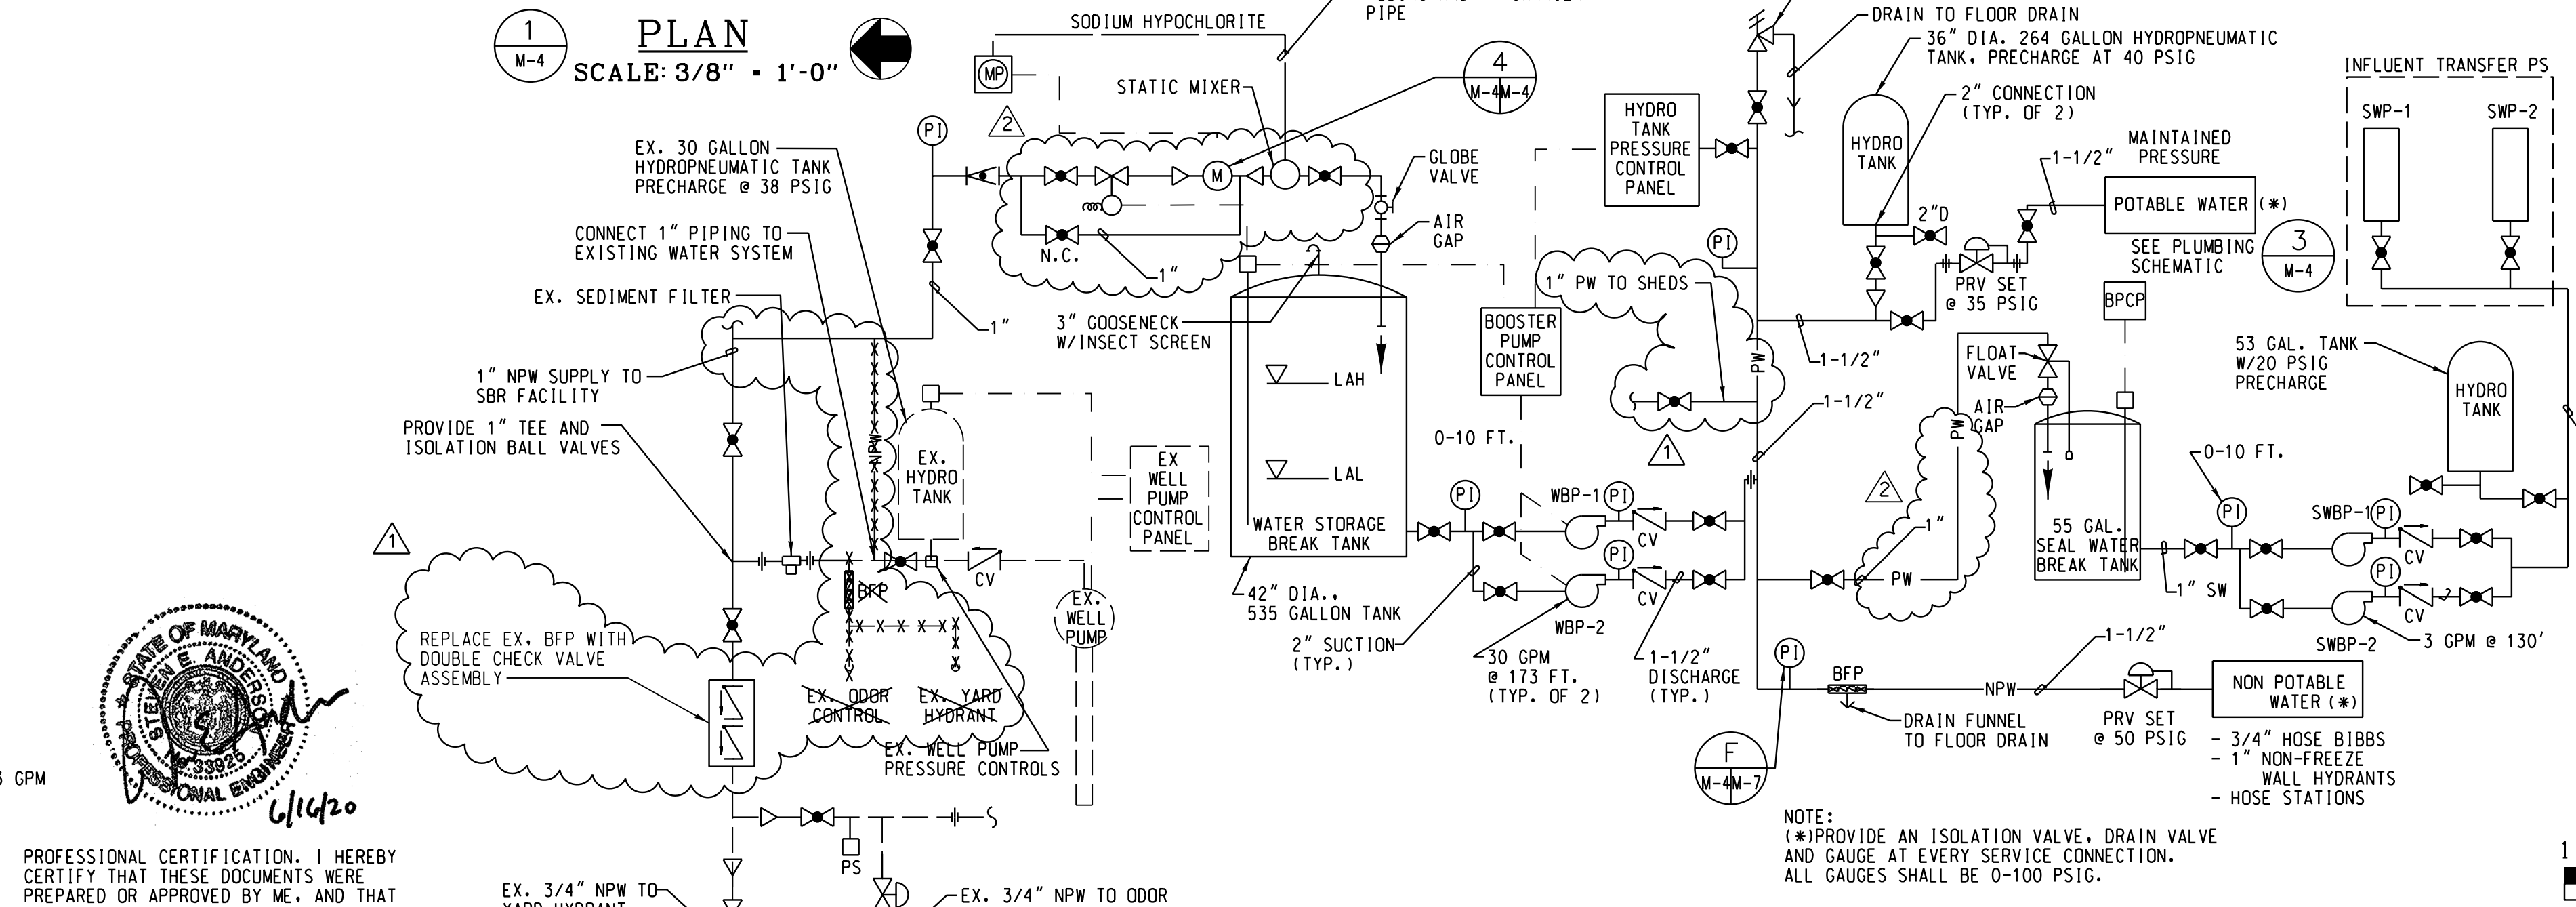 1
M-4
PLAN
SCALE: 3/8" = 1'-0"
SODIUM HYPOCHLORITE
PIPE
MP
STATIC MIXER
4
M-4 M-4
PI
2
EX. 30 GALLON
HYDROPNEUMATIC TANK
PRECHARGE @ 38 PSIG
M
GLOBE
VALVE
AIR
GAP
N.C.
1"
CONNECT 1" PIPING TO
EXISTING WATER SYSTEM
EX. SEDIMENT FILTER
1"
3" GOOSENECK
W/INSECT SCREEN
1" NPW SUPPLY TO
SBR FACILITY
PROVIDE 1" TEE AND
ISOLATION BALL VALVES
NPW
EX.
HYDRO
TANK
EX
WELL
PUMP
CONTROL
PANEL
LAH
LAL
WATER STORAGE
BREAK TANK
42" DIA.,
535 GALLON TANK
1
BFP
CV
EX.
WELL
PUMP
REPLACE EX. BFP WITH
DOUBLE CHECK VALVE
ASSEMBLY
EX. ODOR
CONTROL
EX. YARD
HYDRANT
EX. WELL PUMP
PRESSURE CONTROLS
PS
EX. 3/4" NPW TO
YARD HYDRANT
EX. 3/4" NPW TO ODOR
DRAIN TO FLOOR DRAIN
36" DIA. 264 GALLON HYDROPNEUMATIC
TANK, PRECHARGE AT 40 PSIG
2" CONNECTION
(TYP. OF 2)
HYDRO
TANK
PRESSURE
CONTROL
PANEL
HYDRO
TANK
MAINTAINED
PRESSURE
1-1/2"
POTABLE WATER (*)
2"D
PI
SEE PLUMBING
SCHEMATIC
3
M-4
PRV SET
@ 35 PSIG
1" PW TO SHEDS
BOOSTER
PUMP
CONTROL
PANEL
PW
1-1/2"
1-1/2"
1
0-10 FT.
PI
WBP-1
PI
CV
PI
CV
WBP-2
2" SUCTION
(TYP.)
30 GPM
@ 173 FT.
(TYP. OF 2)
1-1/2"
DISCHARGE
(TYP.)
INFLUENT TRANSFER PS
SWP-1
SWP-2
BPCP
FLOAT
VALVE
AIR
GAP
PW
2
1"
PW
53 GAL. TANK
W/20 PSIG
PRECHARGE
HYDRO
TANK
0-10 FT.
55 GAL.
SEAL WATER
BREAK TANK
PI
SWBP-1
PI
CV
PI
CV
1" SW
SWBP-2
3 GPM @ 130'
PI
BFP
NPW
1-1/2"
DRAIN FUNNEL
TO FLOOR DRAIN
PRV SET
@ 50 PSIG
NON POTABLE
WATER (*)
- 3/4" HOSE BIBBS
- 1" NON-FREEZE
WALL HYDRANTS
- HOSE STATIONS
F
M-4 M-7
NOTE:
(*)PROVIDE AN ISOLATION VALVE, DRAIN VALVE
AND GAUGE AT EVERY SERVICE CONNECTION.
ALL GAUGES SHALL BE 0-100 PSIG.
1
GPM
STATE OF MARYLAND
STEVEN E. ANDERSON
No 33925
PROFESSIONAL ENGINEER
6/16/20
PROFESSIONAL CERTIFICATION. I HEREBY
CERTIFY THAT THESE DOCUMENTS WERE
PREPARED OR APPROVED BY ME, AND THAT